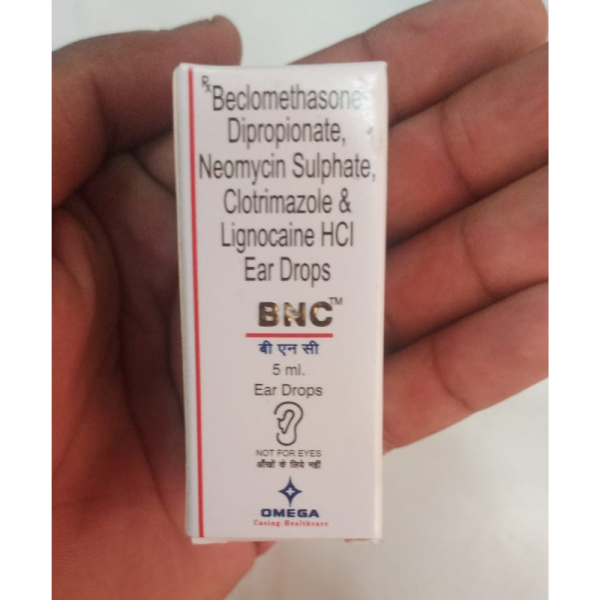 Rx Beclomethasone
Dipropionate,
Neomycin Sulphate,
Clotrimazole &
Lignocaine HCl
Ear Drops
BNC™
बी एन सी
5 ml.
Ear Drops
NOT FOR EYES
आँखों के लिये नहीं
OMEGA
Caring Healthcare